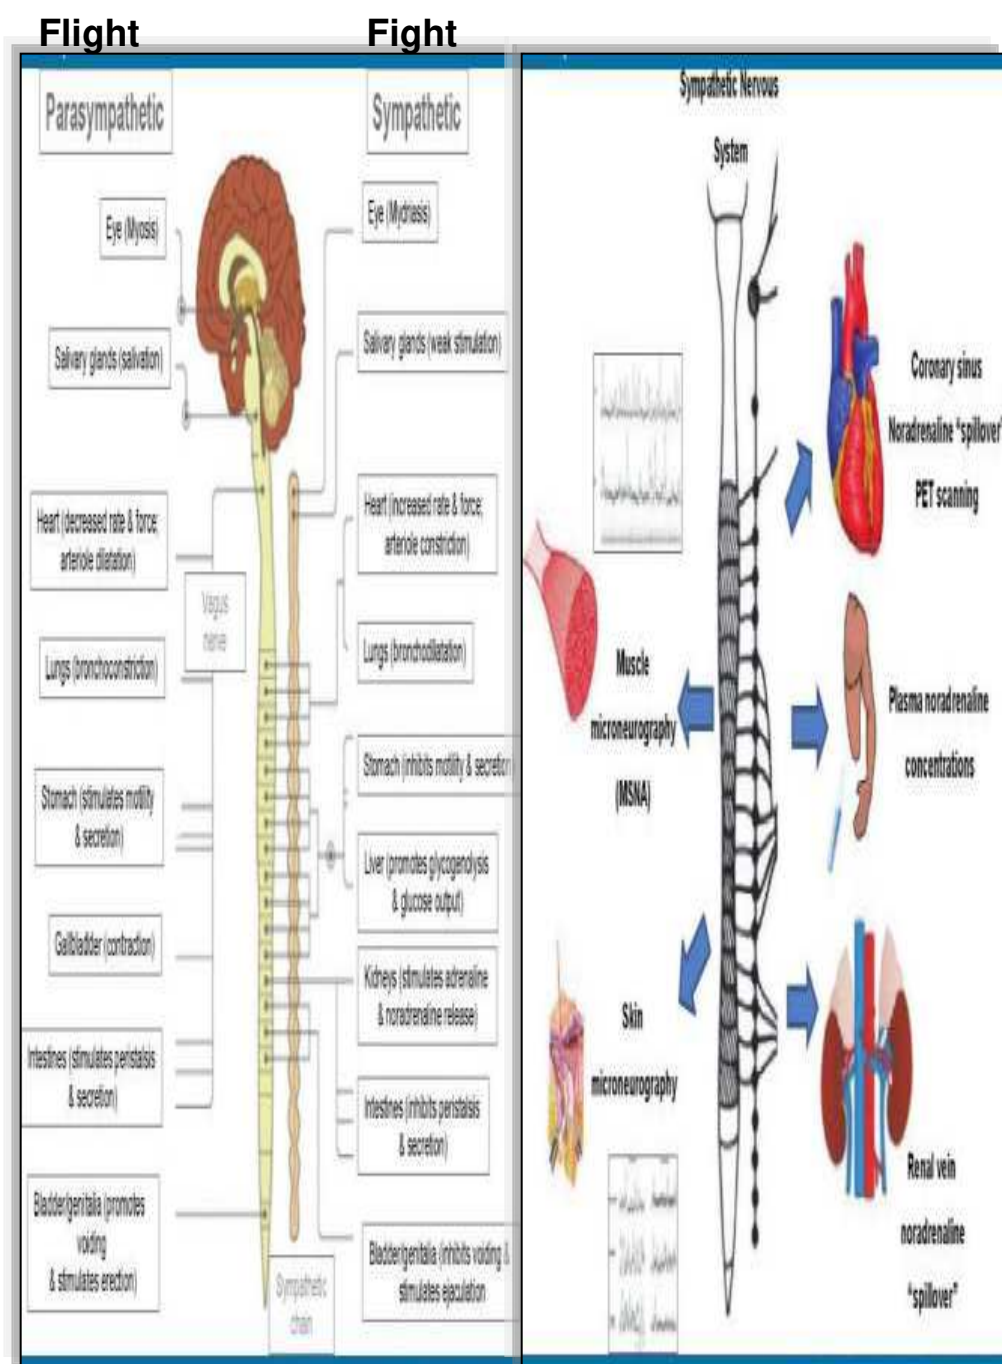 Flight
Fight
Parasympathetic
Sympathetic
Eye (Myosis)
Eye (Mydriasis)
Salivary glands (salivation)
Salivary glands (weak stimulation)
Heart (decreased rate & force;
arteriole dilatation)
Heart (increased rate & force;
arteriole constriction)
Vagus
nerve
Lungs (bronchoconstriction)
Lungs (bronchodilatation)
Stomach (stimulates motility
& secretion)
Stomach (inhibits motility & secretion
Liver (promotes glycogenolysis
& glucose output)
Gallbladder (contraction)
Kidneys (stimulates adrenaline
& noradrenaline release)
Intestines (stimulates peristalsis
& secretion)
Intestines (inhibits peristalsis
& secretion)
Bladder/genitalia (promotes
voiding
& stimulates erection)
Bladder/genitalia (inhibits voiding &
stimulates ejaculation
Sympathetic
chain
Sympathetic Nervous
System
Coronary sinus
Noradrenaline "spillover"
PET scanning
Muscle
microneurography
(MSNA)
Plasma noradrenaline
concentrations
Skin
microneurography
Renal vein
noradrenaline
"spillover"